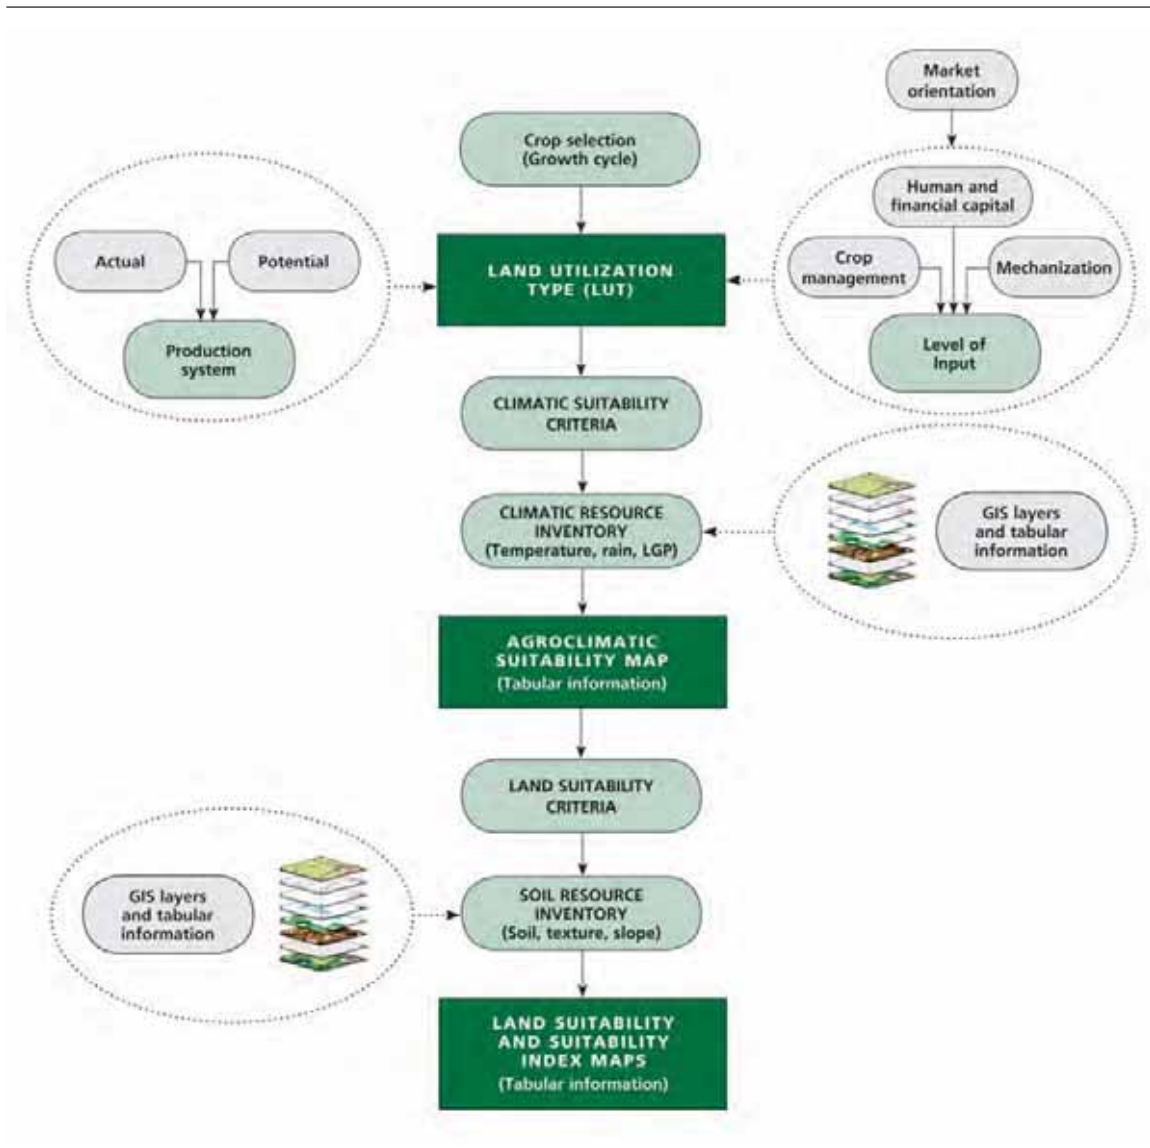 Market
orientation
Crop selection
(Growth cycle)
Human and
financial capital
Actual
Potential
LAND UTILIZATION
TYPE (LUT)
Crop
management
Mechanization
Production
system
Level of
Input
CLIMATIC SUITABILITY
CRITERIA
CLIMATIC RESOURCE
INVENTORY
(Temperature, rain, LGP)
GIS layers
and tabular
information
AGROCLIMATIC
SUITABILITY MAP
(Tabular information)
LAND SUITABILITY
CRITERIA
GIS layers
and tabular
information
SOIL RESOURCE
INVENTORY
(Soil, texture, slope)
LAND SUITABILITY
AND SUITABILITY
INDEX MAPS
(Tabular information)